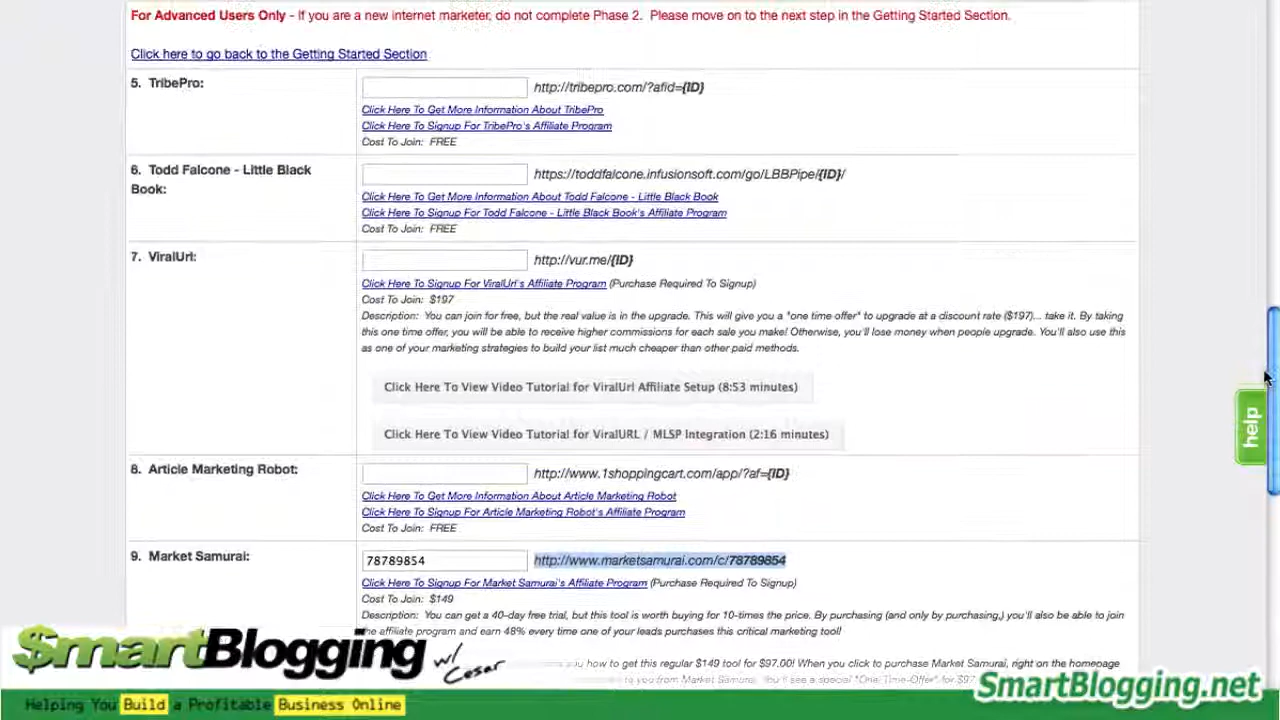 For Advanced Users Only - If you are a new internet marketer, do not complete Phase 2. Please move on to the next step in the Getting Started Section.
Click here to go back to the Getting Started Section
5. TribePro:
http://tribepro.com/?afid={ID}
Click Here To Get More Information About TribePro
Click Here To Signup For TribePro's Affiliate Program
Cost To Join: FREE
6. Todd Falcone - Little Black
Book:
https://toddfalcone.infusionsoft.com/go/LBBPipe/{ID}/
Click Here To Get More Information About Todd Falcone - Little Black Book
Click Here To Signup For Todd Falcone - Little Black Book's Affiliate Program
Cost To Join: FREE
7. ViralUrl:
http://vur.me/{ID}
Click Here To Signup For ViralUrl's Affiliate Program (Purchase Required To Signup)
Cost To Join: $197
Description: You can join for free, but the real value is in the upgrade. This will give you a "one time offer" to upgrade at a discount rate ($197)... take it. By taking
this one time offer, you will be able to receive higher commissions for each sale you make! Otherwise, you'll lose money when people upgrade. You'll also use this
as one of your marketing strategies to build your list much cheaper than other paid methods.
Click Here To View Video Tutorial for ViralUrl Affiliate Setup (8:53 minutes)
Click Here To View Video Tutorial for ViralURL / MLSP Integration (2:16 minutes)
help
8. Article Marketing Robot:
http://www.1shoppingcart.com/app/?af={ID}
Click Here To Get More Information About Article Marketing Robot
Click Here To Signup For Article Marketing Robot's Affiliate Program
Cost To Join: FREE
9. Market Samurai:
78789854 http://www.marketsamurai.com/c/78789854
Click Here To Signup For Market Samurai's Affiliate Program (Purchase Required To Signup)
Cost To Join: $149
Description: You can get a 40-day free trial, but this tool is worth buying for 10-times the price. By purchasing (and only by purchasing,) you'll also be able to join
the affiliate program and earn 48% every time one of your leads purchases this critical marketing tool!
you how to get this regular $149 tool for $97.00! When you click to purchase Market Samurai, right on the homepage
to you from Market Samurai. You'll see a special "One Time-Offer" for $97
$martBlogging w/ Cesar
SmartBlogging.net
Helping You Build a Profitable Business Online